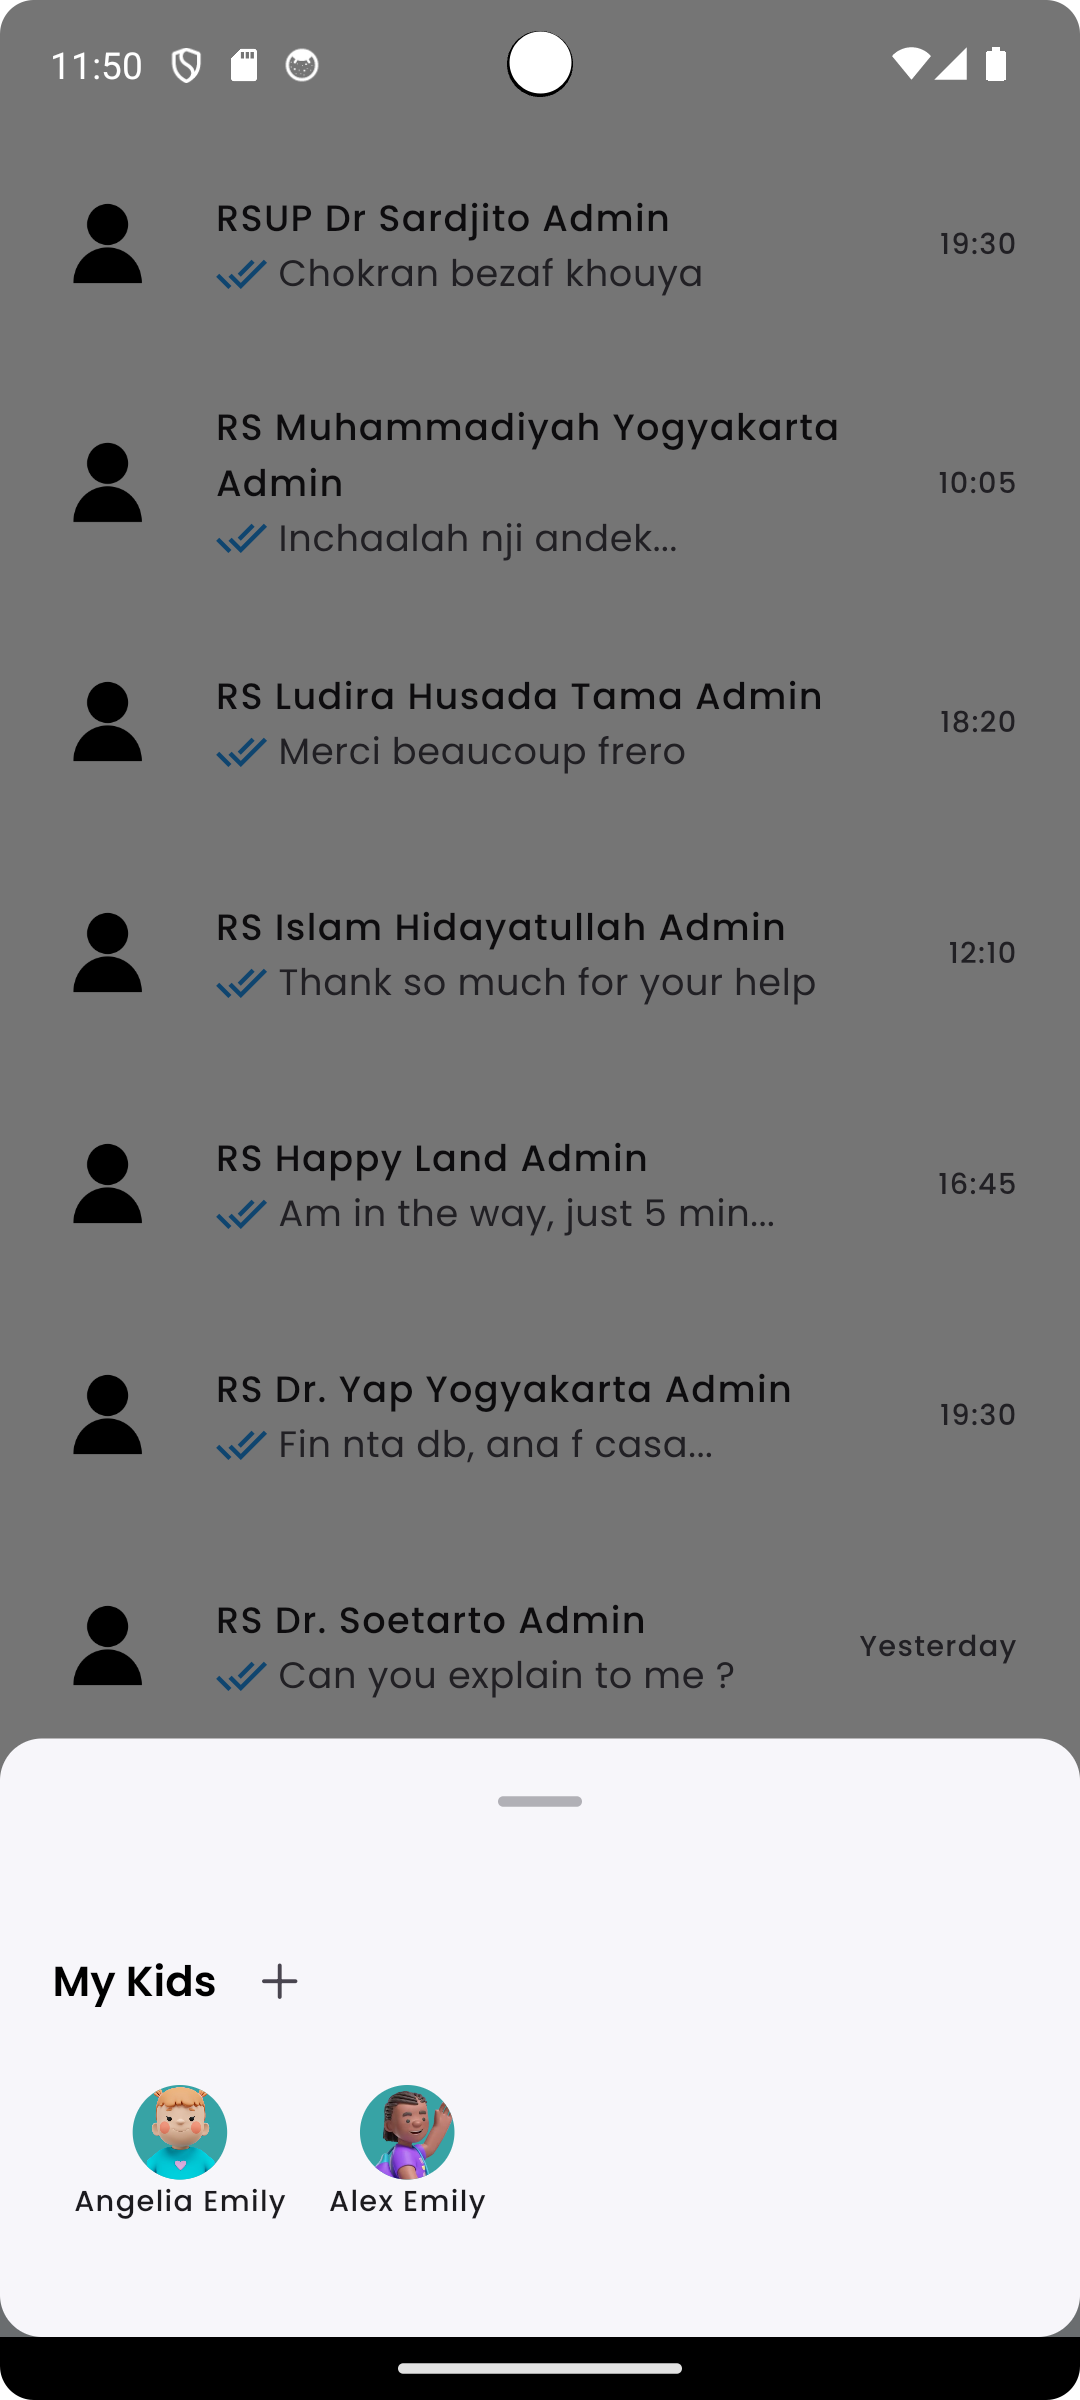 11:50
RSUP Dr Sardjito Admin
19:30
Chokran bezaf khouya
RS Muhammadiyah Yogyakarta
Admin
10:05
Inchaalah nji andek...
RS Ludira Husada Tama Admin
18:20
Merci beaucoup frero
RS Islam Hidayatullah Admin
12:10
Thank so much for your help
RS Happy Land Admin
16:45
Am in the way, just 5 min...
RS Dr. Yap Yogyakarta Admin
19:30
Fin nta db, ana f casa...
RS Dr. Soetarto Admin
Yesterday
Can you explain to me ?
My Kids
Angelia Emily
Alex Emily